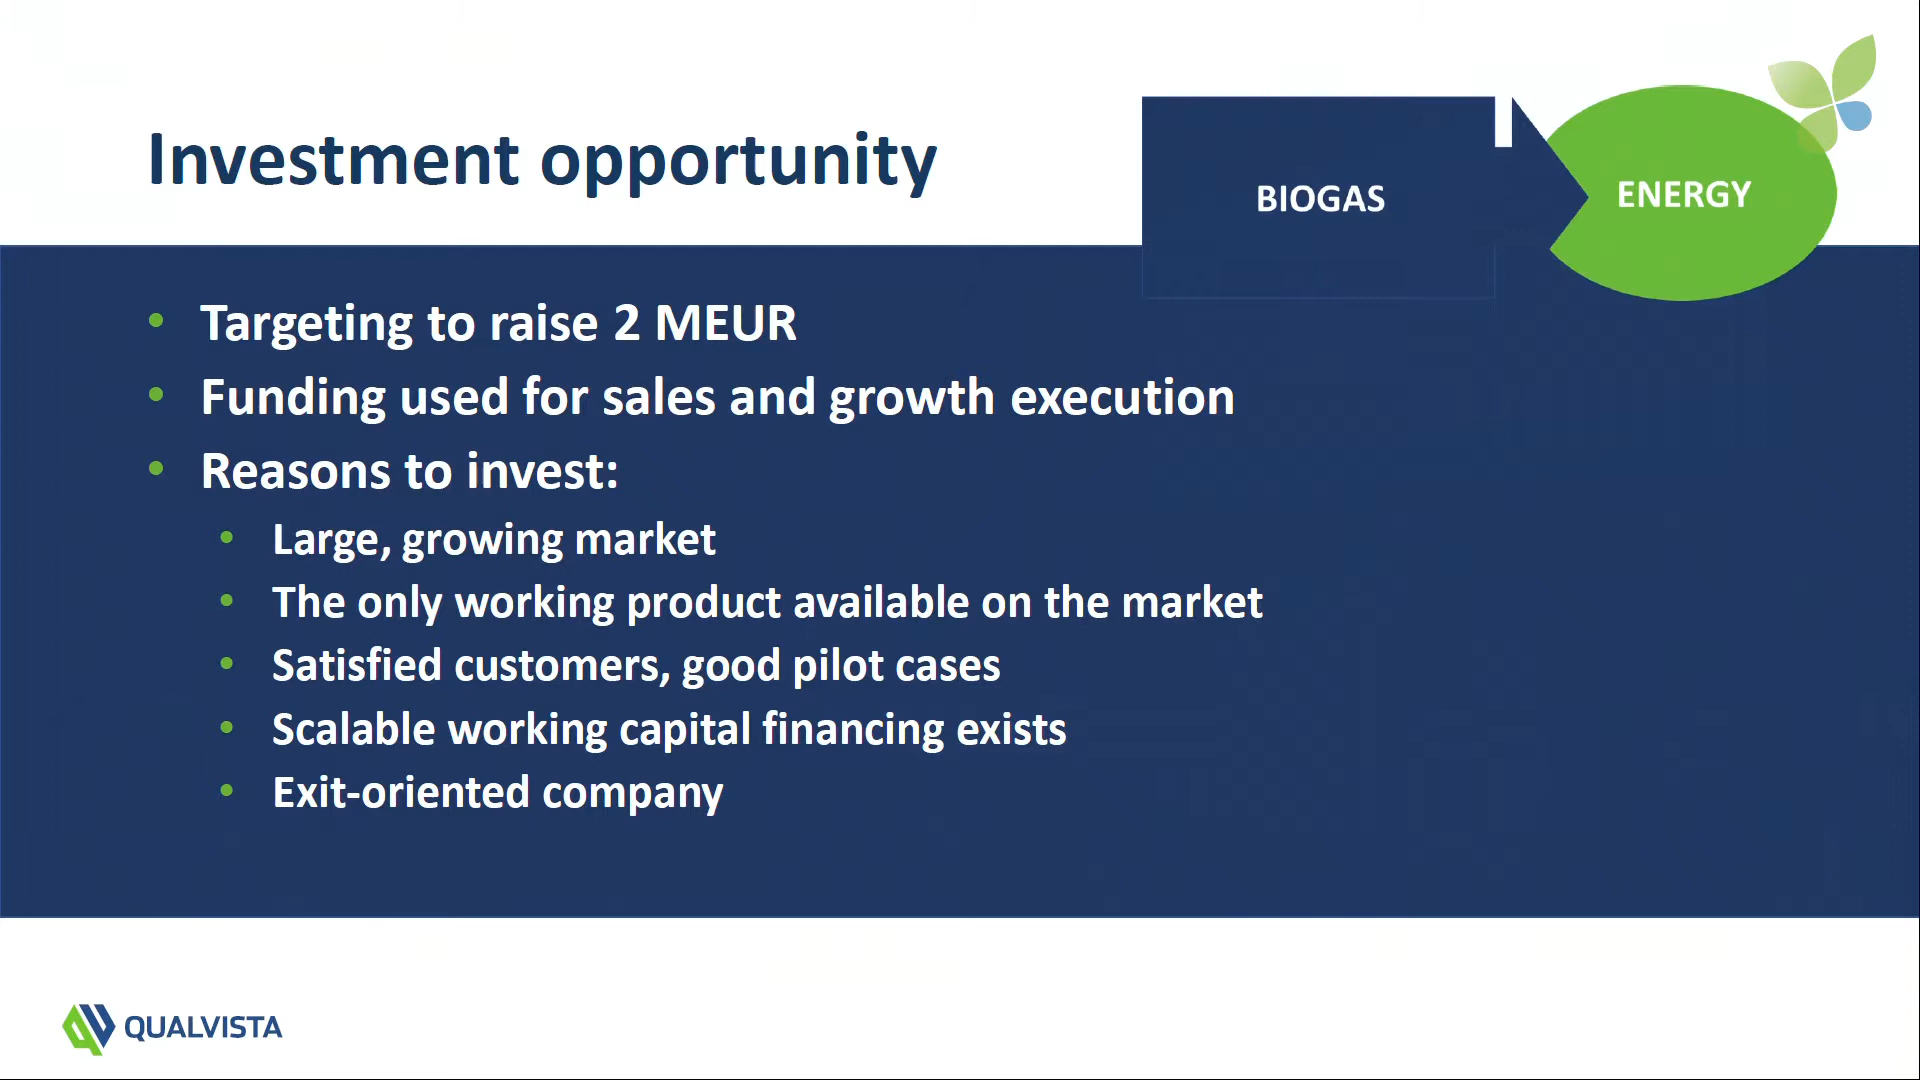 Investment opportunity
BIOGAS
ENERGY
Targeting to raise 2 MEUR
Funding used for sales and growth execution
Reasons to invest:
Large, growing market
The only working product available on the market
Satisfied customers, good pilot cases
Scalable working capital financing exists
Exit-oriented company
QUALVISTA